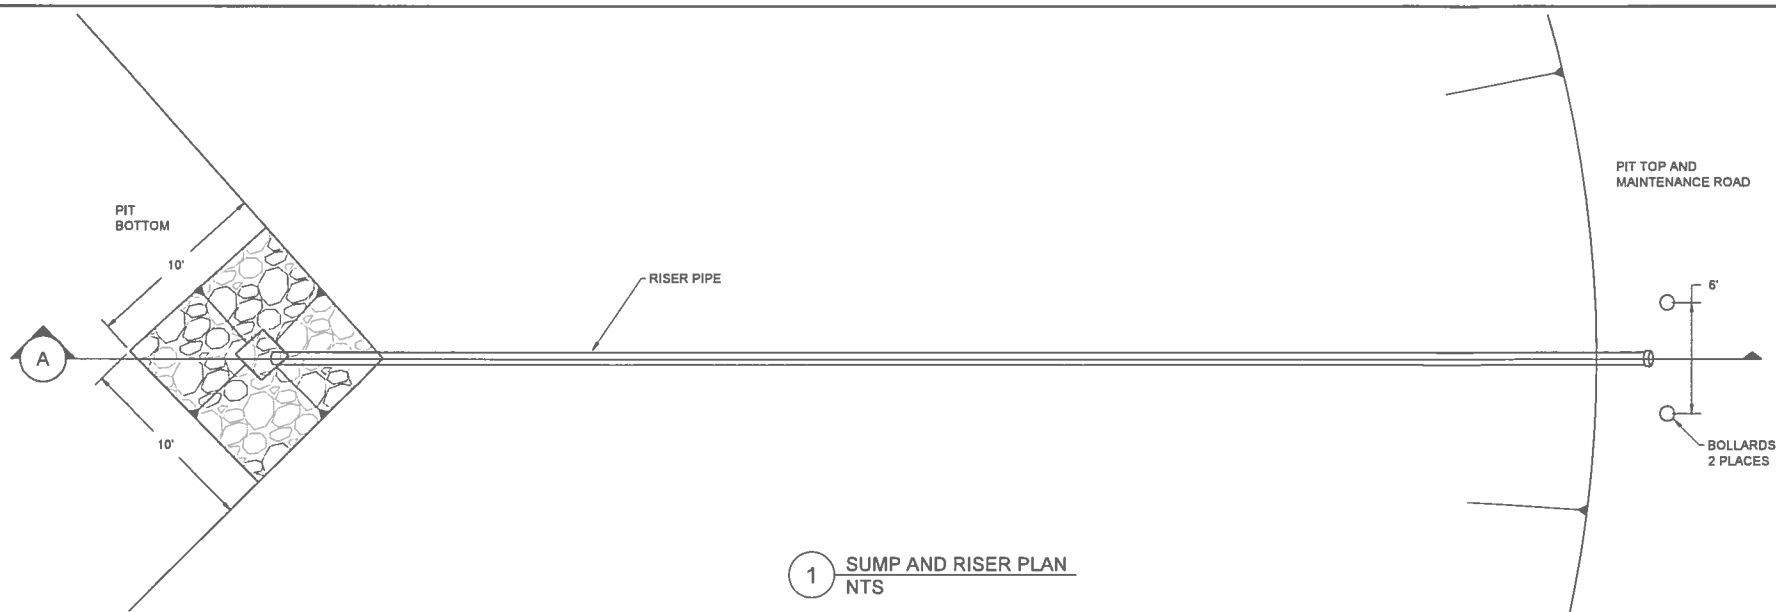 PIT TOP AND
MAINTENANCE ROAD
PIT
BOTTOM
10'
RISER PIPE
6'
A
10'
BOLLARDS
2 PLACES
1
SUMP AND RISER PLAN
NTS